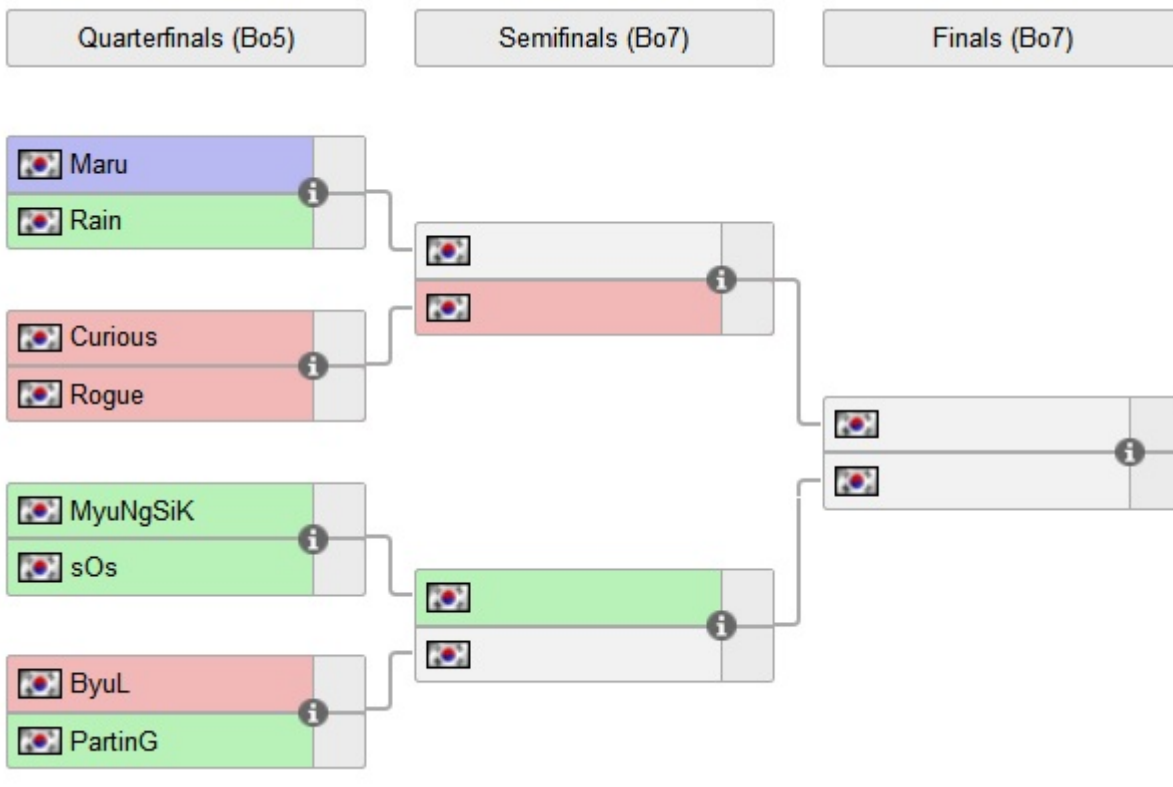 Quarterfinals (Bo5)
Semifinals (Bo7)
Finals (Bo7)
Maru
Rain
Curious
Rogue
MyuNgSiK
sOs
ByuL
PartinG